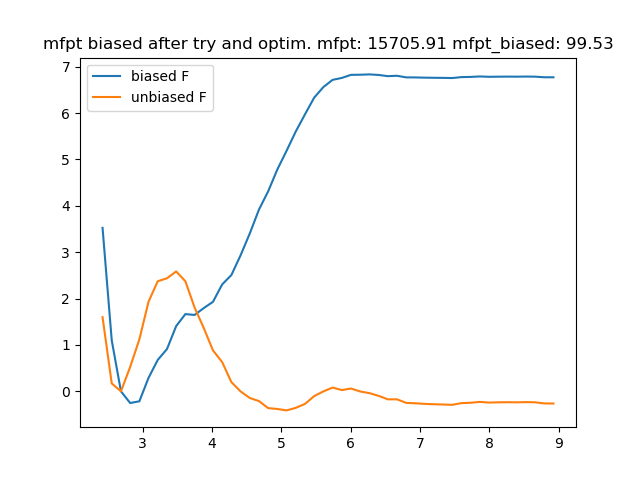 mfpt biased after try and optim. mfpt: 15705.91 mfpt_biased: 99.53
biased F
unbiased F
7
6
5
4
3
2
1
0
3 4 5 6 7 8 9